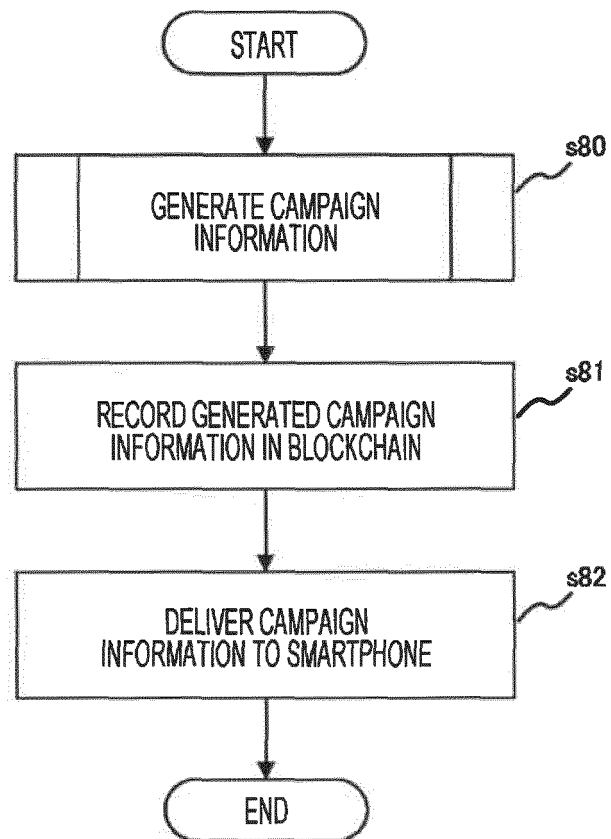 START
s80
GENERATE CAMPAIGN
INFORMATION
s81
RECORD GENERATED CAMPAIGN
INFORMATION IN BLOCKCHAIN
s82
DELIVER CAMPAIGN
INFORMATION TO SMARTPHONE
END